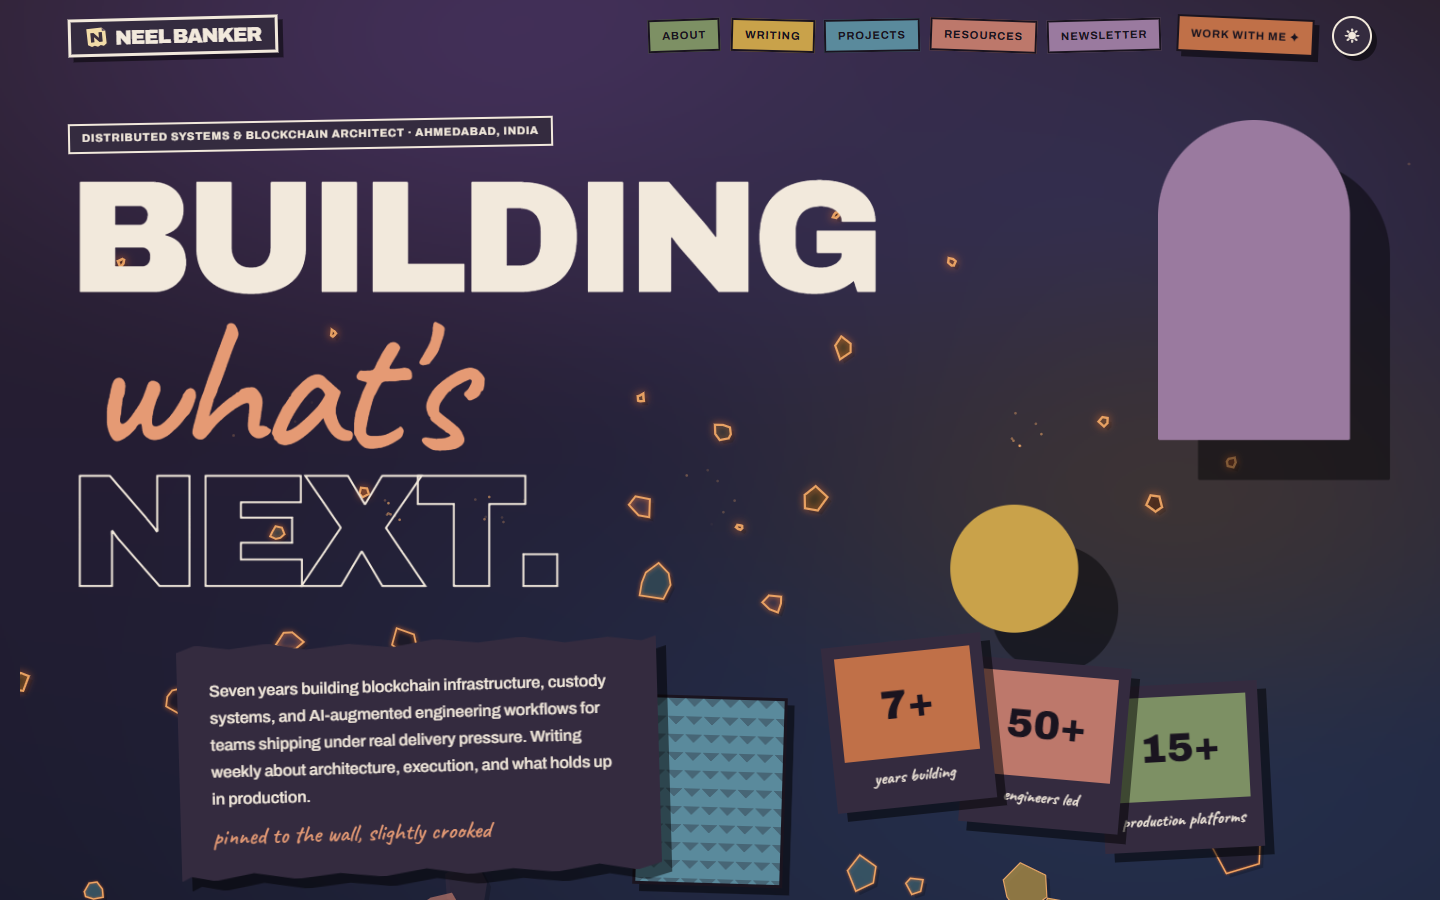 N NEEL BANKER
ABOUT
WRITING
PROJECTS
RESOURCES
NEWSLETTER
WORK WITH ME ✦
DISTRIBUTED SYSTEMS & BLOCKCHAIN ARCHITECT · AHMEDABAD, INDIA
BUILDING
what's
NEXT.
Seven years building blockchain infrastructure, custody
systems, and AI-augmented engineering workflows for
teams shipping under real delivery pressure. Writing
weekly about architecture, execution, and what holds up
in production.
pinned to the wall, slightly crooked
7+
years building
50+
engineers led
15+
production platforms